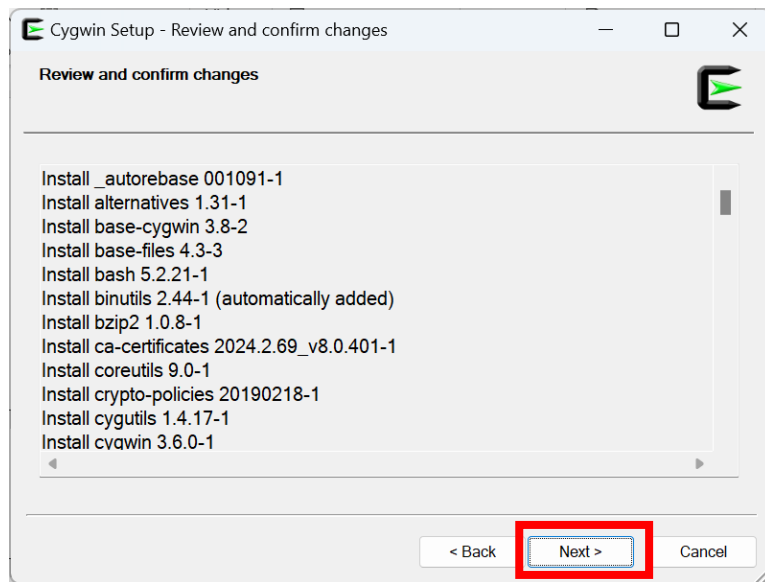 Cygwin Setup - Review and confirm changes
Review and confirm changes
Install _autorebase 001091-1
Install alternatives 1.31-1
Install base-cygwin 3.8-2
Install base-files 4.3-3
Install bash 5.2.21-1
Install binutils 2.44-1 (automatically added)
Install bzip2 1.0.8-1
Install ca-certificates 2024.2.69_v8.0.401-1
Install coreutils 9.0-1
Install crypto-policies 20190218-1
Install cygutils 1.4.17-1
Install cygwin 3.6.0-1
< Back Next > Cancel